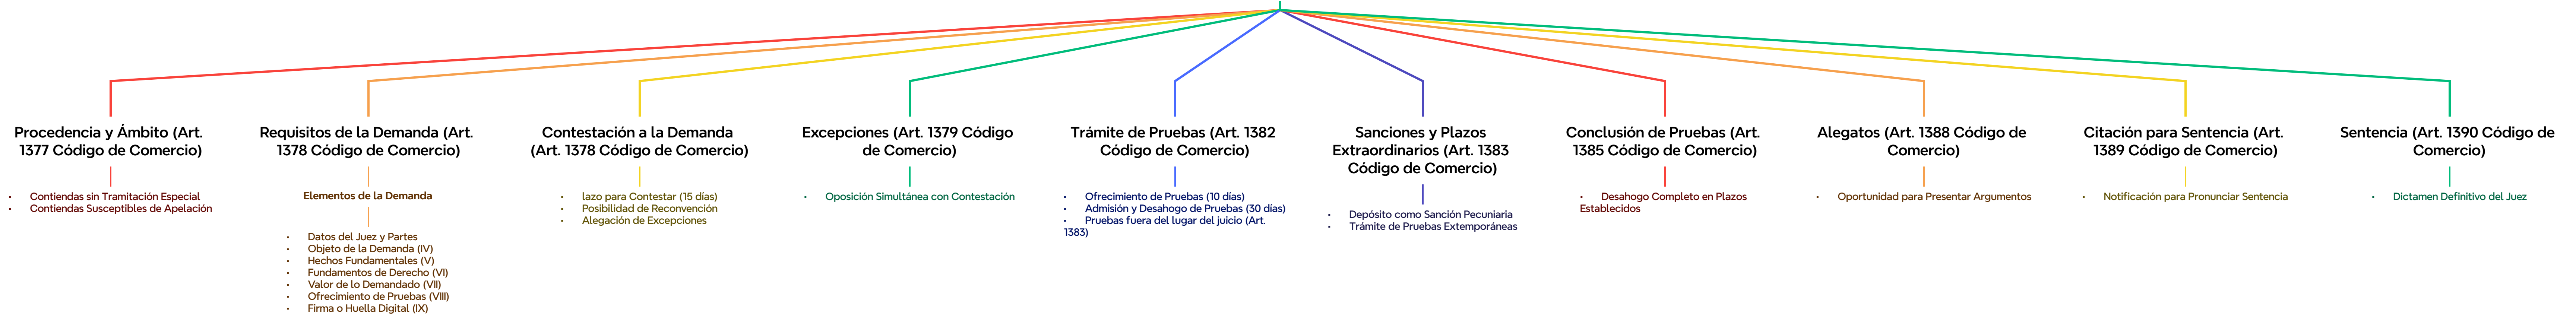 Procedencia y Ámbito (Art.
1377 Código de Comercio)
• Contiendas sin Tramitación Especial
• Contiendas Susceptibles de Apelación
Requisitos de la Demanda (Art.
1378 Código de Comercio)
Elementos de la Demanda
• Datos del Juez y Partes
• Objeto de la Demanda (IV)
• Hechos Fundamentales (V)
• Fundamentos de Derecho (VI)
• Valor de lo Demandado (VII)
• Ofrecimiento de Pruebas (VIII)
• Firma o Huella Digital (IX)
Contestación a la Demanda
(Art. 1378 Código de Comercio)
• lazo para Contestar (15 días)
• Posibilidad de Reconvención
• Alegación de Excepciones
Excepciones (Art. 1379 Código
de Comercio)
• Oposición Simultánea con Contestación
Trámite de Pruebas (Art. 1382
Código de Comercio)
• Ofrecimiento de Pruebas (10 días)
• Admisión y Desahogo de Pruebas (30 días)
• Pruebas fuera del lugar del juicio (Art.
1383)
Sanciones y Plazos
Extraordinarios (Art. 1383
Código de Comercio)
• Depósito como Sanción Pecuniaria
• Trámite de Pruebas Extemporáneas
Conclusión de Pruebas (Art.
1385 Código de Comercio)
• Desahogo Completo en Plazos
Establecidos
Alegatos (Art. 1388 Código de
Comercio)
• Oportunidad para Presentar Argumentos
Citación para Sentencia (Art.
1389 Código de Comercio)
• Notificación para Pronunciar Sentencia
Sentencia (Art. 1390 Código de
Comercio)
• Dictamen Definitivo del Juez